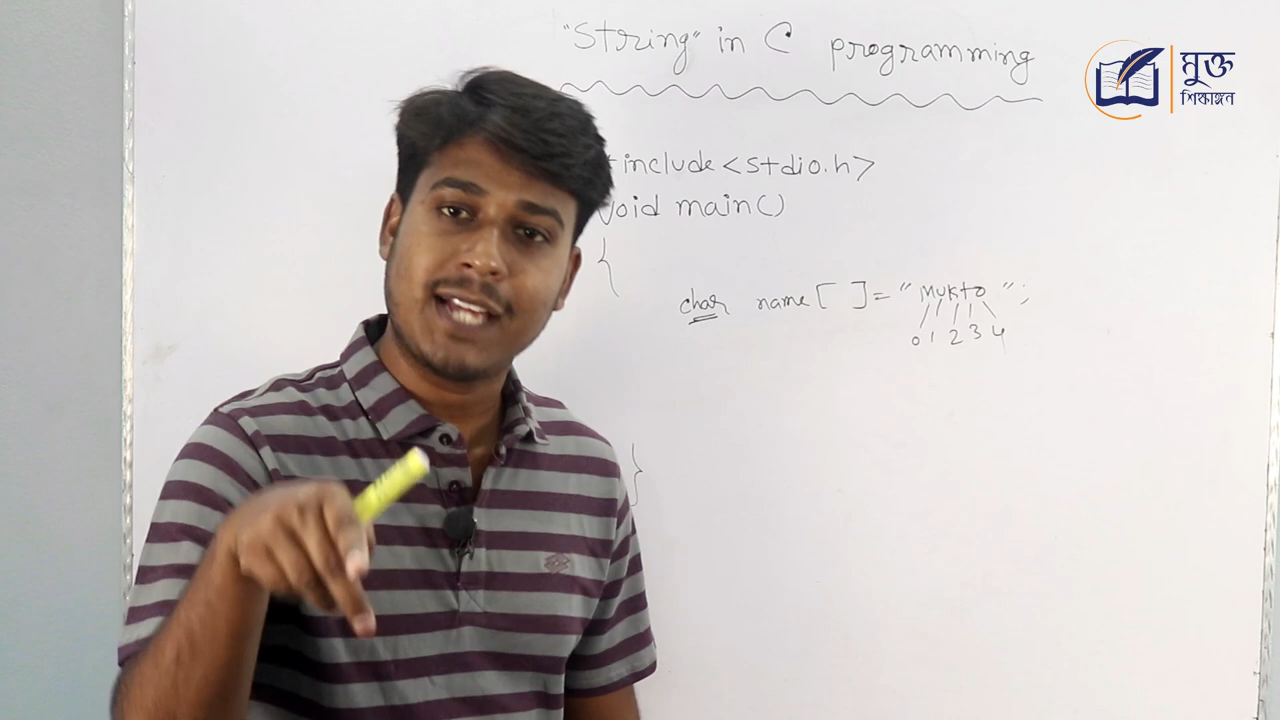 "String" in C programming
মুক্ত
শিক্ষাঙ্গন
#include<stdio.h>
void main()
{
char name[ ]= "Mukto";
0 1 2 3 4
}